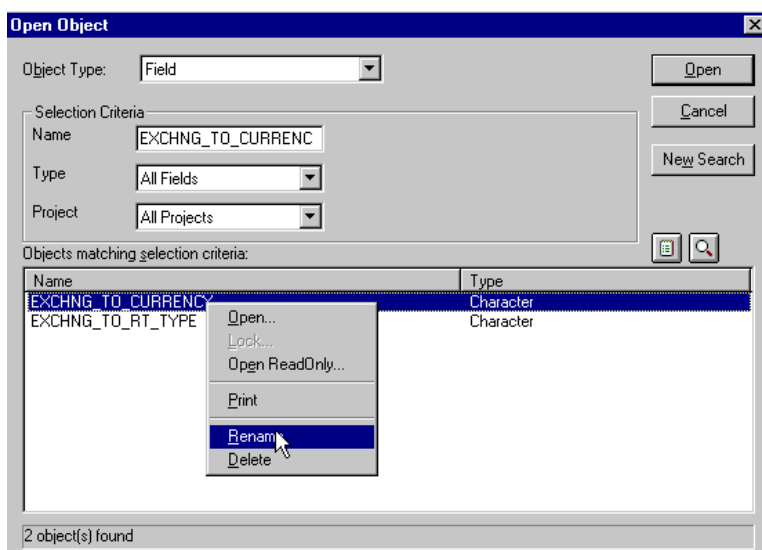 Open Object
Object Type: Field
Open
Selection Criteria
Cancel
Name EXCHNG_TO_CURRENC
New Search
Type All Fields
Project All Projects
Objects matching selection criteria:
Name Type
EXCHNG_TO_CURRENCY Character
EXCHNG_TO_RT_TYPE Character
Open...
Lock...
Open ReadOnly...
Print
Rename
Delete
2 object(s) found